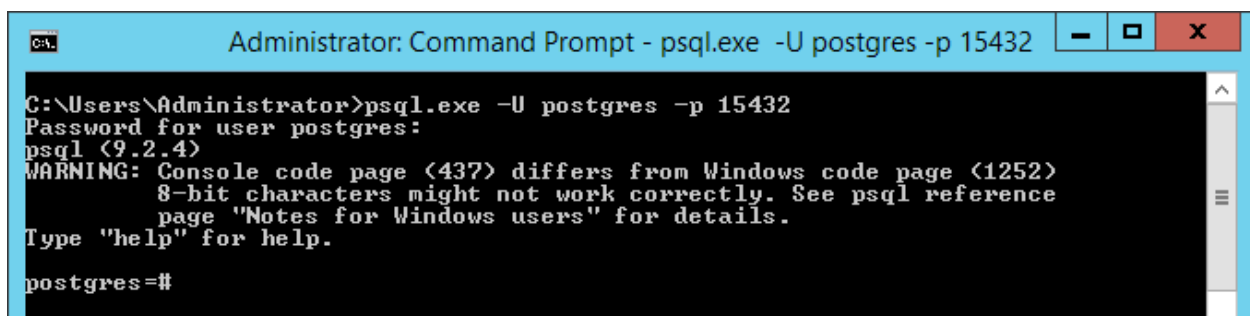 Administrator: Command Prompt - psql.exe -U postgres -p 15432
C:\Users\Administrator>psql.exe -U postgres -p 15432
Password for user postgres:
psql (9.2.4)
WARNING: Console code page (437) differs from Windows code page (1252)
8-bit characters might not work correctly. See psql reference
page "Notes for Windows users" for details.
Type "help" for help.
postgres=#